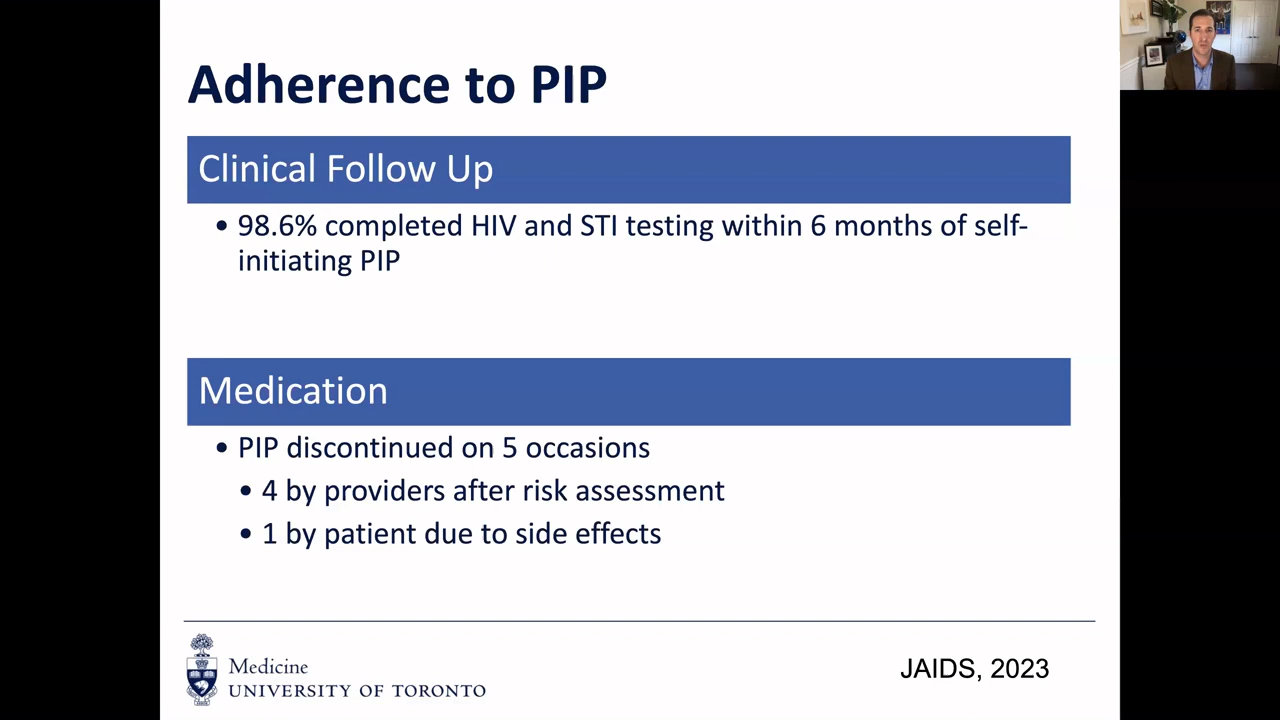 Adherence to PIP
Clinical Follow Up
• 98.6% completed HIV and STI testing within 6 months of self-
initiating PIP
Medication
• PIP discontinued on 5 occasions
• 4 by providers after risk assessment
• 1 by patient due to side effects
Medicine
UNIVERSITY OF TORONTO
JAIDS, 2023